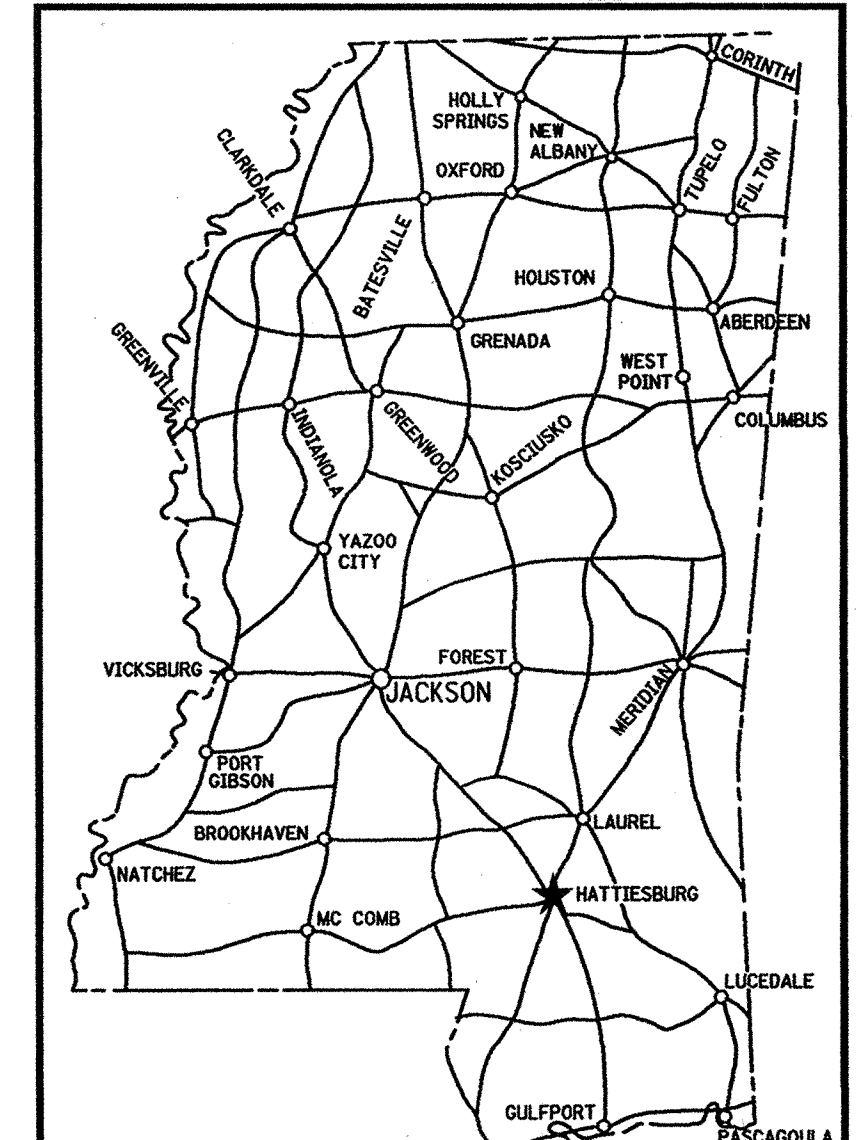 CORINTH
HOLLY
SPRINGS
NEW
ALBANY
CLARKDALE
OXFORD
TUPELO
FULTON
BATESVILLE
HOUSTON
ABERDEEN
GREENVILLE
GRENADA
WEST
POINT
INDIANOLA
GREENWOOD
KOSCIUSKO
COLUMBUS
YAZOO
CITY
VICKSBURG
FOREST
JACKSON
MERIDIAN
PORT
GIBSON
BROOKHAVEN
LAUREL
NATCHEZ
HATTIESBURG
MC COMB
LUCEDALE
GULFPORT
PASCAGOULA